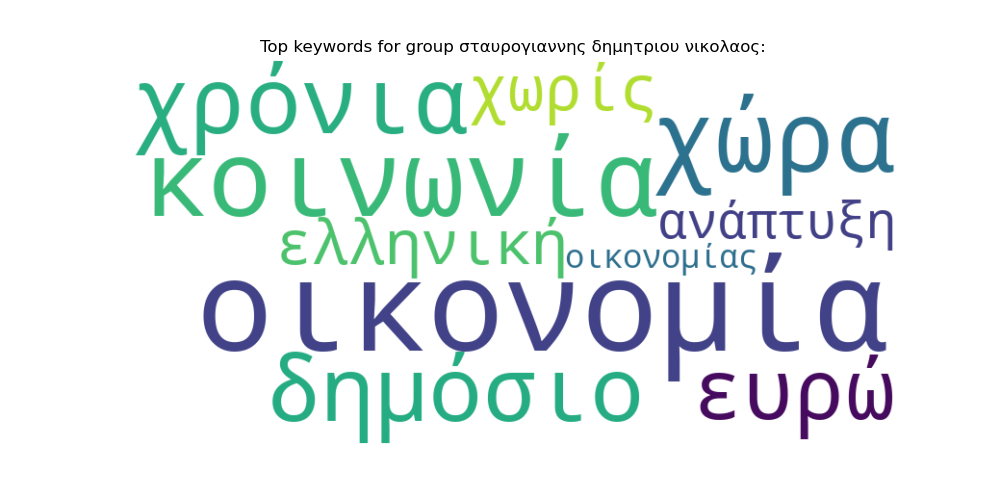 Top keywords for group σταυρογιαννης δημητριου νικολαος:
χρόνια χωρίς
κοινωνία χώρα
ελληνική ανάπτυξη
οικονομίας
οικονομία
δημόσιο ευρώ